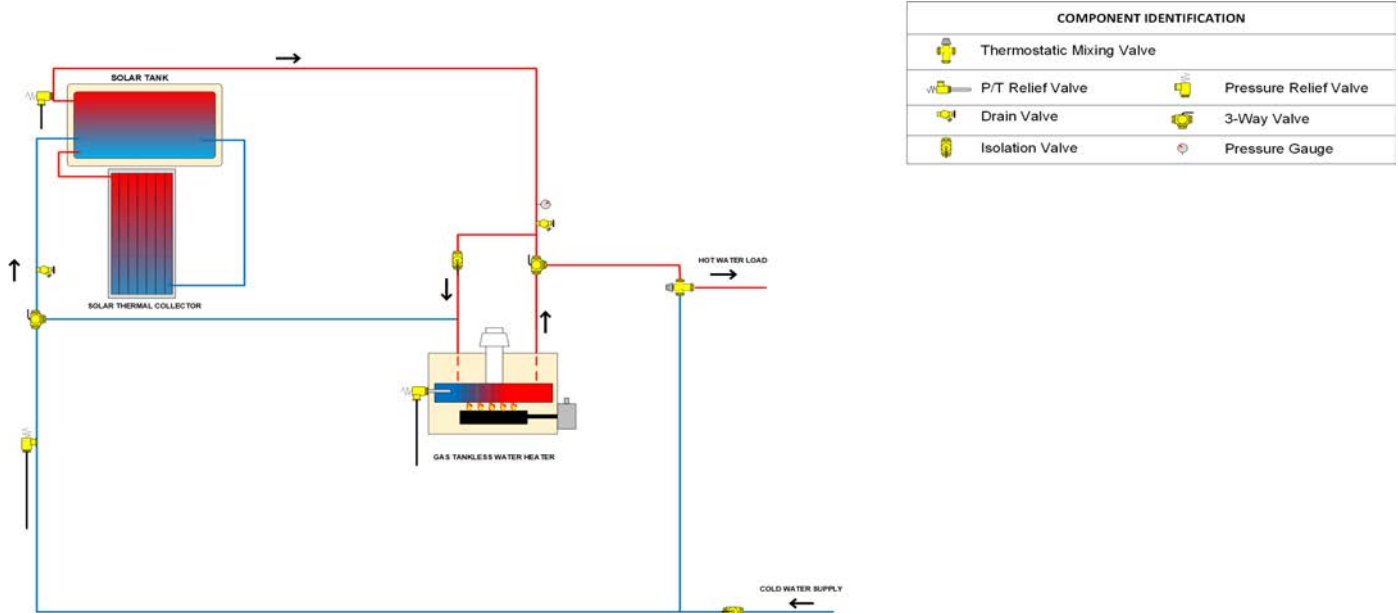 COMPONENT IDENTIFICATION
Thermostatic Mixing Valve
P/T Relief Valve
Pressure Relief Valve
Drain Valve
3-Way Valve
Isolation Valve
Pressure Gauge
SOLAR TANK
SOLAR THERMAL COLLECTOR
HOT WATER LOAD
GAS TANKLESS WATER HEATER
COLD WATER SUPPLY